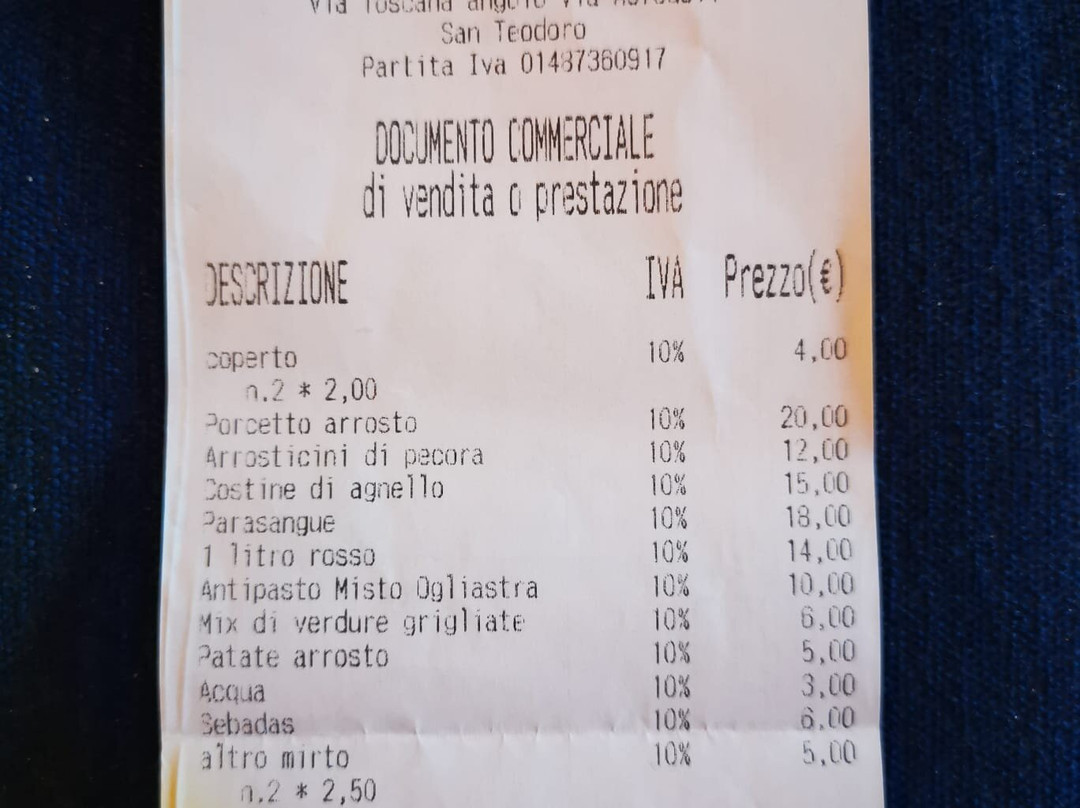 Via Toscana angolo Via
San Teodoro
Partita Iva 01487360917
DOCUMENTO COMMERCIALE
di vendita o prestazione
DESCRIZIONE IVA Prezzo(€)
coperto 10% 4,00
n.2 * 2,00
Porcetto arrosto 10% 20,00
Arrosticini di pecora 10% 12,00
Costine di agnello 10% 15,00
Parasangue 10% 18,00
1 litro rosso 10% 14,00
Antipasto Misto Ogliastra 10% 10,00
Mix di verdure grigliate 10% 6,00
Patate arrosto 10% 5,00
Acqua 10% 3,00
Sebadas 10% 6,00
altro mirto 10% 5,00
n.2 * 2,50